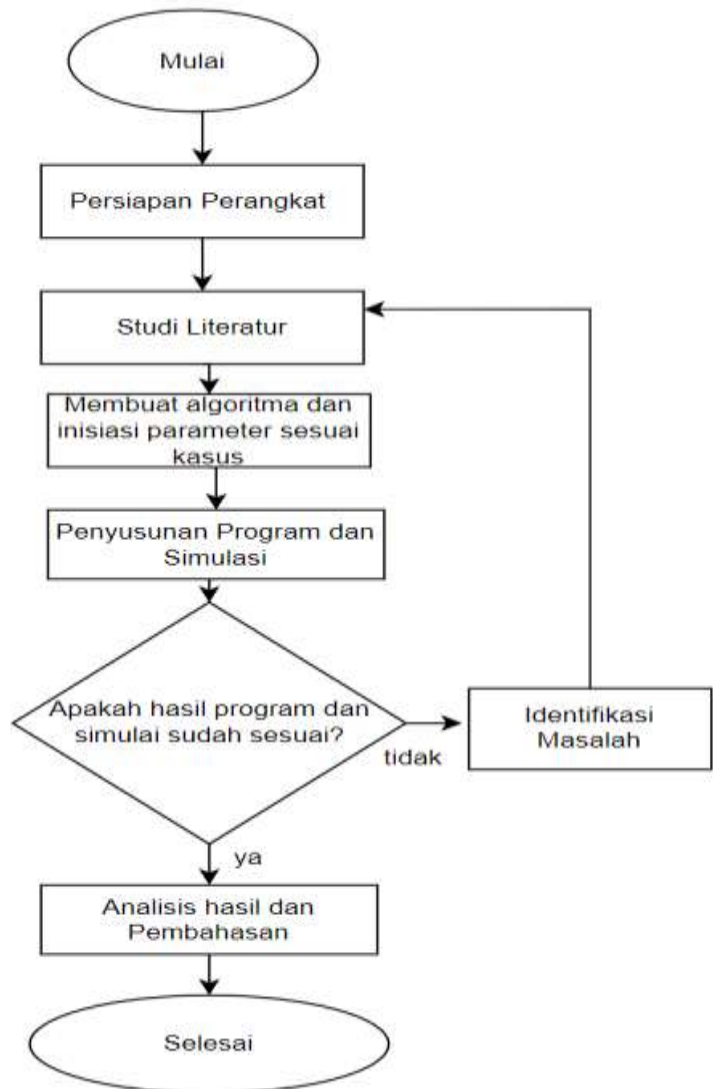 Mulai
Persiapan Perangkat
Studi Literatur
Membuat algoritma dan
inisiasi parameter sesuai
kasus
Penyusunan Program dan
Simulasi
Apakah hasil program dan
simulai sudah sesuai?
tidak
Identifikasi
Masalah
ya
Analisis hasil dan
Pembahasan
Selesai